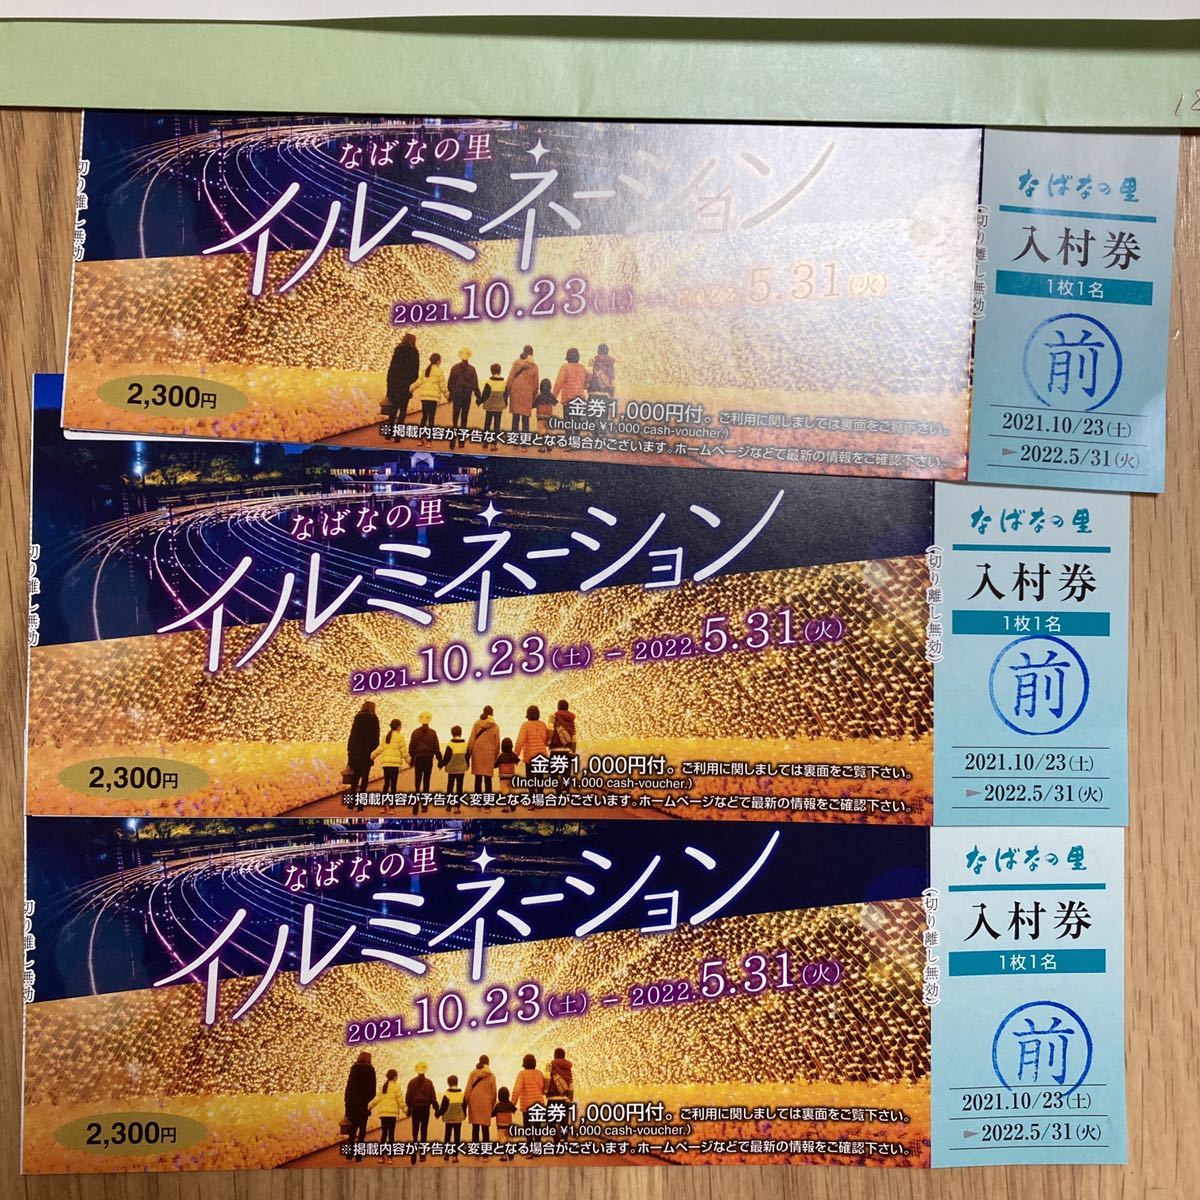 切り離し無効
なばなの里
イルミネーション
2021.10.23(土)－2022.5.31(火)
2,300円
金券1,000円付。ご利用に関しましては裏面をご覧下さい。
(Include ¥1,000 cash-voucher.)
※掲載内容が予告なく変更となる場合がございます。ホームページなどで最新の情報をご確認下さい。
(切り離し無効)
なばなの里
入村券
1枚1名
前
2021.10/23(土)
►2022.5/31(火)
切り離し無効
なばなの里
イルミネーション
2021.10.23(土)－2022.5.31(火)
2,300円
金券1,000円付。ご利用に関しましては裏面をご覧下さい。
(Include ¥1,000 cash-voucher.)
※掲載内容が予告なく変更となる場合がございます。ホームページなどで最新の情報をご確認下さい。
(切り離し無効)
なばなの里
入村券
1枚1名
前
2021.10/23(土)
►2022.5/31(火)
切り離し無効
なばなの里
イルミネーション
2021.10.23(土)－2022.5.31(火)
2,300円
金券1,000円付。ご利用に関しましては裏面をご覧下さい。
(Include ¥1,000 cash-voucher.)
※掲載内容が予告なく変更となる場合がございます。ホームページなどで最新の情報をご確認下さい。
(切り離し無効)
なばなの里
入村券
1枚1名
前
2021.10/23(土)
►2022.5/31(火)